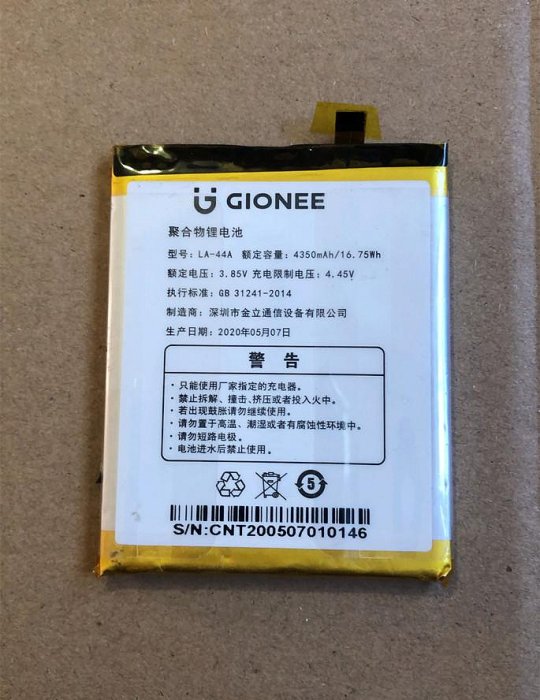 GIONEE
聚合物锂电池
型号: LA-44A 额定容量: 4350mAh/16.75Wh
额定电压: 3.85V 充电限制电压: 4.45V
执行标准: GB 31241-2014
制造商: 深圳市金立通信设备有限公司
生产日期: 2020年05月07日
警 告
· 只能使用厂家指定的充电器。
· 禁止拆解、撞击、挤压或者投入火中。
· 若出现鼓胀请勿继续使用。
· 请勿置于高温、潮湿或者有腐蚀性环境中。
· 请勿短路电极。
· 电池进水后禁止使用。
5
S/N:CNT200507010146